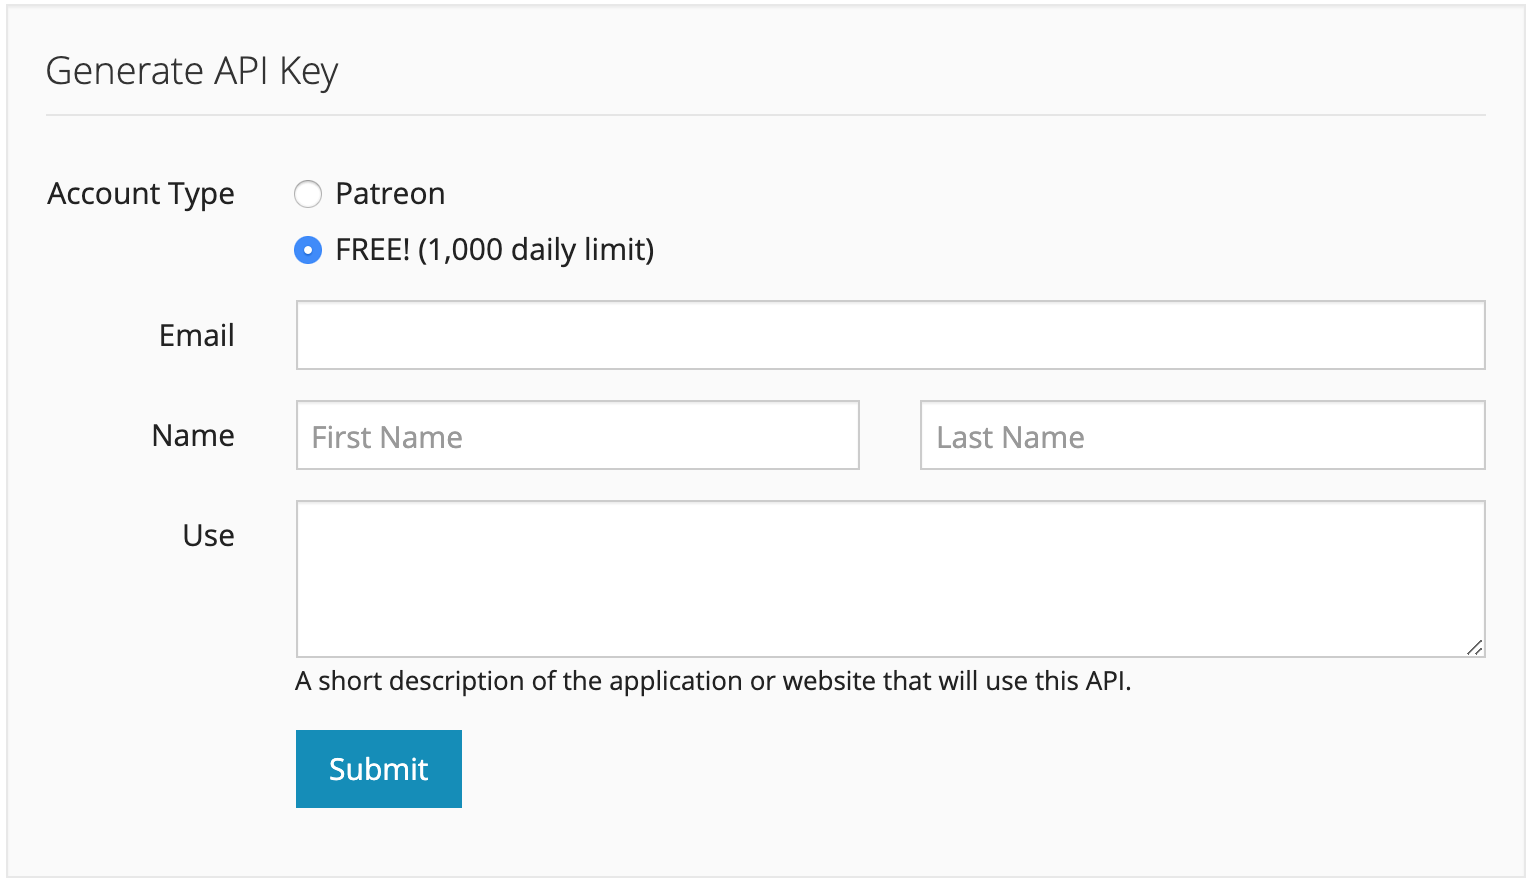 Generate API Key
Account Type
Patreon
FREE! (1,000 daily limit)
Email
Name
First Name
Last Name
Use
A short description of the application or website that will use this API.
Submit